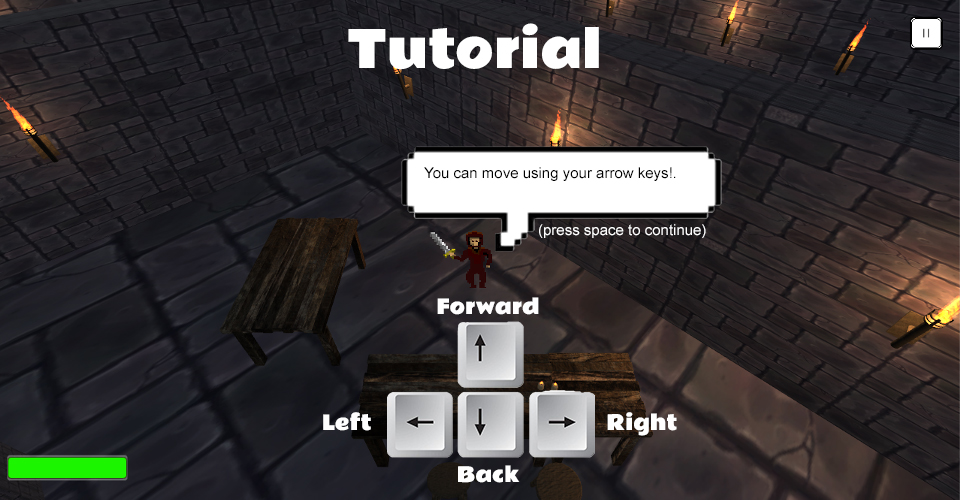 Tutorial
You can move using your arrow keys!.
(press space to continue)
Forward
Left
Right
Back